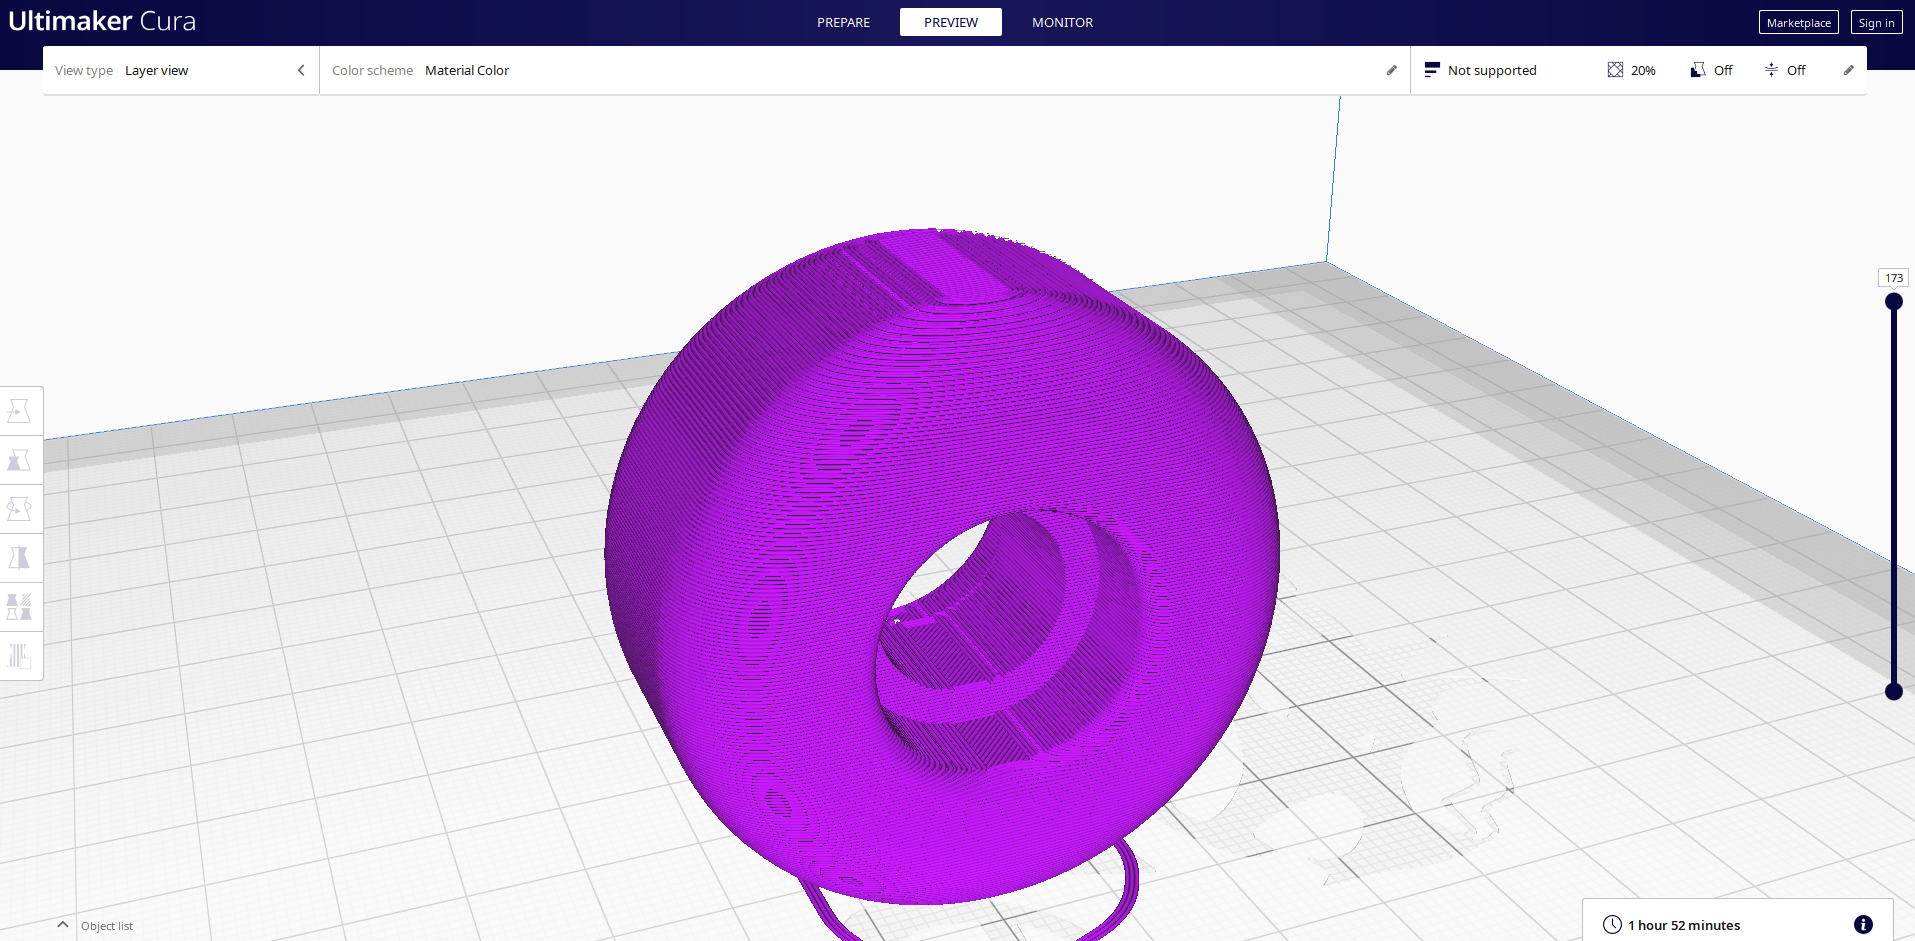 Ultimaker Cura
PREPARE
PREVIEW
MONITOR
Marketplace
Sign in
View type Layer view
Color scheme Material Color
Not supported
20%
Off
Off
173
Object list
1 hour 52 minutes